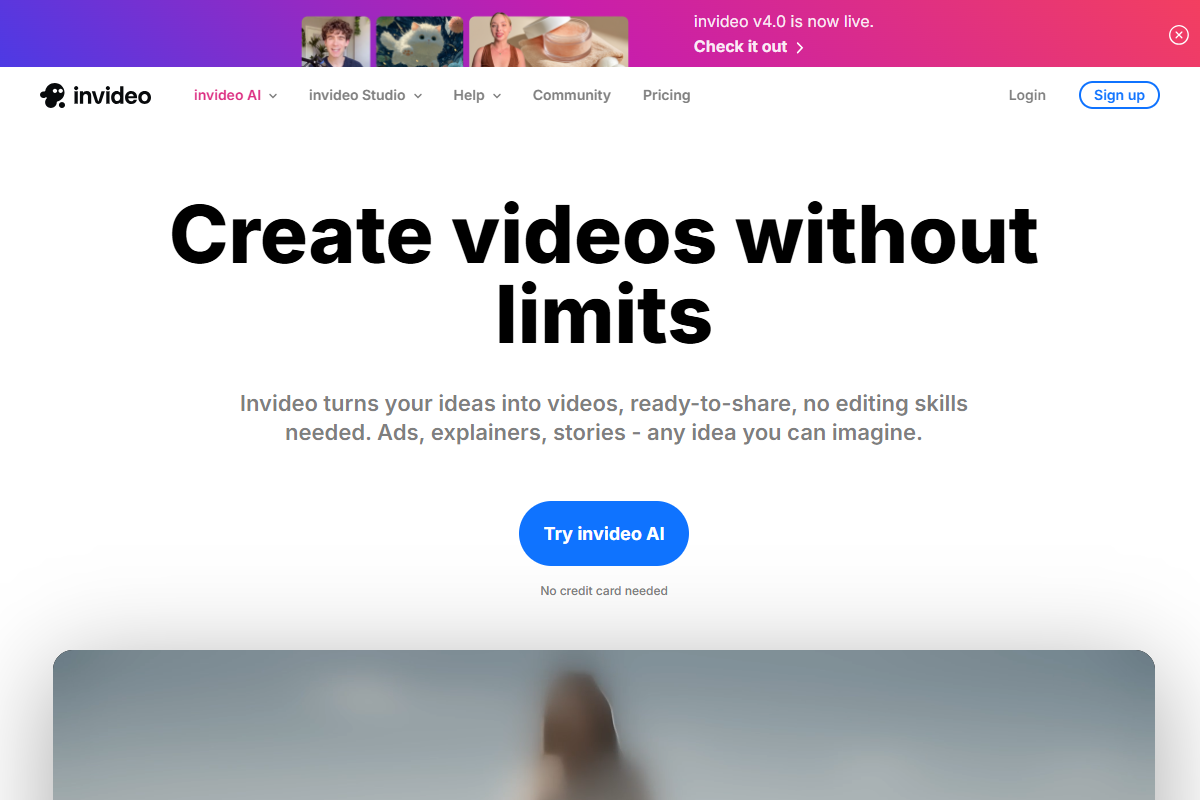 invideo v4.0 is now live.
Check it out
invideo
invideo AI
invideo Studio
Help
Community
Pricing
Login
Sign up
Create videos without
limits
Invideo turns your ideas into videos, ready-to-share, no editing skills
needed. Ads, explainers, stories - any idea you can imagine.
Try invideo AI
No credit card needed